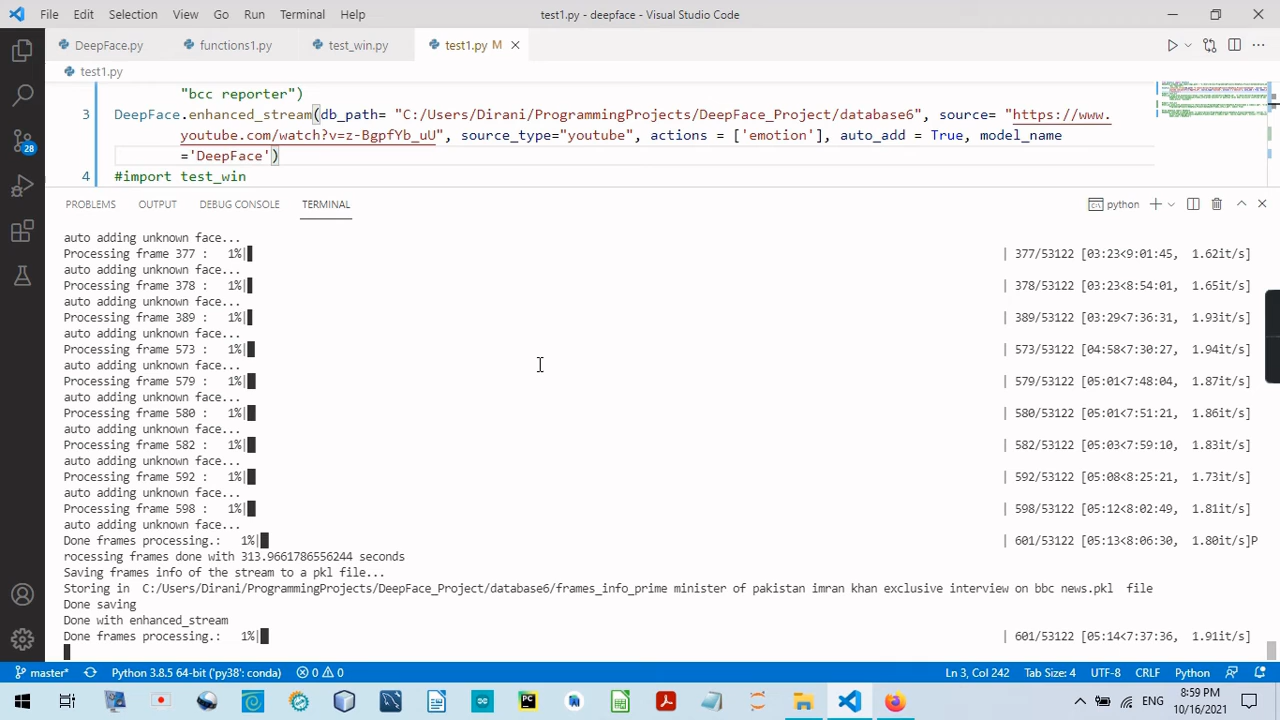 File Edit Selection View Go Run Terminal Help test1.py - deepface - Visual Studio Code
DeepFace.py functions1.py test_win.py test1.py M
test1.py
"bcc reporter")
3 DeepFace.enhanced_stream(db_path= "C:/Users/Dirani/ProgrammingProjects/DeepFace_Project/database6", source= "https://www.
youtube.com/watch?v=z-BgpfYb_uU", source_type="youtube", actions = ['emotion'], auto_add = True, model_name
='DeepFace')
4 #import test_win
PROBLEMS OUTPUT DEBUG CONSOLE TERMINAL python
auto adding unknown face...
Processing frame 377 : 1%| | 377/53122 [03:23<9:01:45, 1.62it/s]
auto adding unknown face...
Processing frame 378 : 1%| | 378/53122 [03:23<8:54:01, 1.65it/s]
auto adding unknown face...
Processing frame 389 : 1%| | 389/53122 [03:29<7:36:31, 1.93it/s]
auto adding unknown face...
Processing frame 573 : 1%| | 573/53122 [04:58<7:30:27, 1.94it/s]
auto adding unknown face...
Processing frame 579 : 1%| | 579/53122 [05:01<7:48:04, 1.87it/s]
auto adding unknown face...
Processing frame 580 : 1%| | 580/53122 [05:01<7:51:21, 1.86it/s]
auto adding unknown face...
Processing frame 582 : 1%| | 582/53122 [05:03<7:59:10, 1.83it/s]
auto adding unknown face...
Processing frame 592 : 1%| | 592/53122 [05:08<8:25:21, 1.73it/s]
auto adding unknown face...
Processing frame 598 : 1%| | 598/53122 [05:12<8:02:49, 1.81it/s]
auto adding unknown face...
Done frames processing.: 1%| | 601/53122 [05:13<8:06:30, 1.80it/s]P
rocessing frames done with 313.9661786556244 seconds
Saving frames info of the stream to a pkl file...
Storing in C:/Users/Dirani/ProgrammingProjects/DeepFace_Project/database6/frames_info_prime minister of pakistan imran khan exclusive interview on bbc news.pkl file
Done saving
Done with enhanced_stream
Done frames processing.: 1%| | 601/53122 [05:14<7:37:36, 1.91it/s]
28
master* Python 3.8.5 64-bit ('py38': conda) 0 0 Ln 3, Col 242 Tab Size: 4 UTF-8 CRLF Python
PC
ENG 8:59 PM
10/16/2021